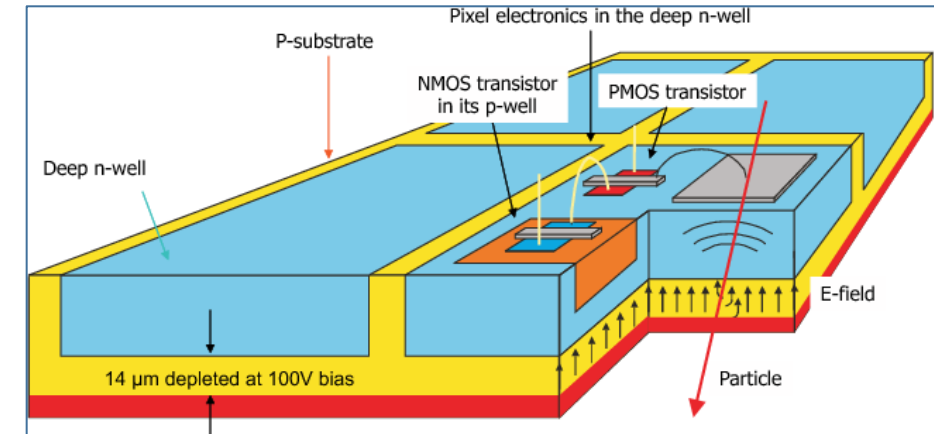 Pixel electronics in the deep n-well
P-substrate
NMOS transistor
in its p-well
PMOS transistor
Deep n-well
E-field
14 µm depleted at 100V bias
Particle